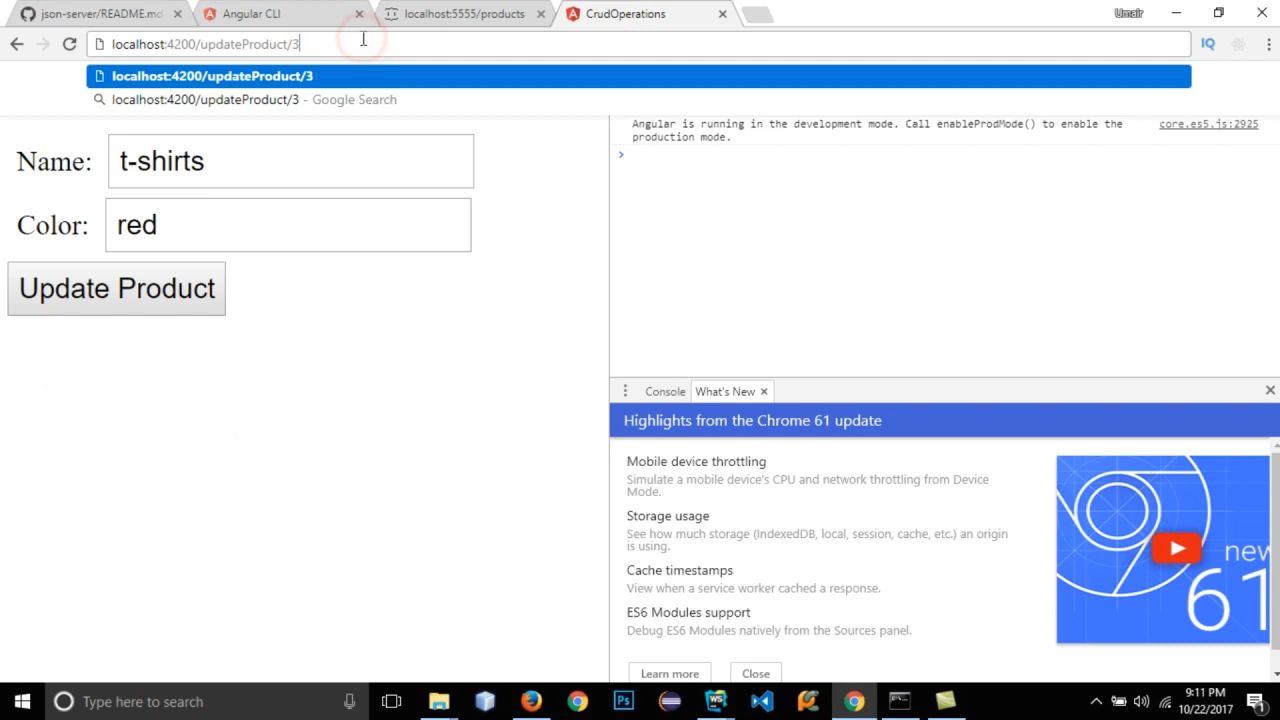 json-server/README.md
Angular CLI
localhost:5555/products
CrudOperations
Umair
localhost:4200/updateProduct/3
IQ
localhost:4200/updateProduct/3
localhost:4200/updateProduct/3 - Google Search
Angular is running in the development mode. Call enableProdMode() to enable the
production mode.
core.es5.js:2925
Name: t-shirts
Color: red
Update Product
Console
What's New
Highlights from the Chrome 61 update
Mobile device throttling
Simulate a mobile device's CPU and network throttling from Device
Mode.
Storage usage
See how much storage (IndexedDB, local, session, cache, etc.) an origin
is using.
Cache timestamps
View when a service worker cached a response.
ES6 Modules support
Debug ES6 Modules natively from the Sources panel.
new
61
Learn more
Close
Type here to search
Ps
WS
9:11 PM
10/22/2017
1